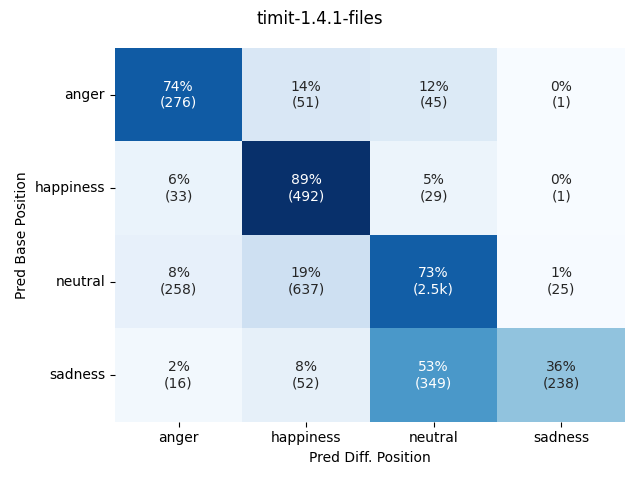 timit-1.4.1-files
Pred Base Position
anger
74%
(276)
14%
(51)
12%
(45)
0%
(1)
happiness
6%
(33)
89%
(492)
5%
(29)
0%
(1)
neutral
8%
(258)
19%
(637)
73%
(2.5k)
1%
(25)
sadness
2%
(16)
8%
(52)
53%
(349)
36%
(238)
anger
happiness
neutral
sadness
Pred Diff. Position